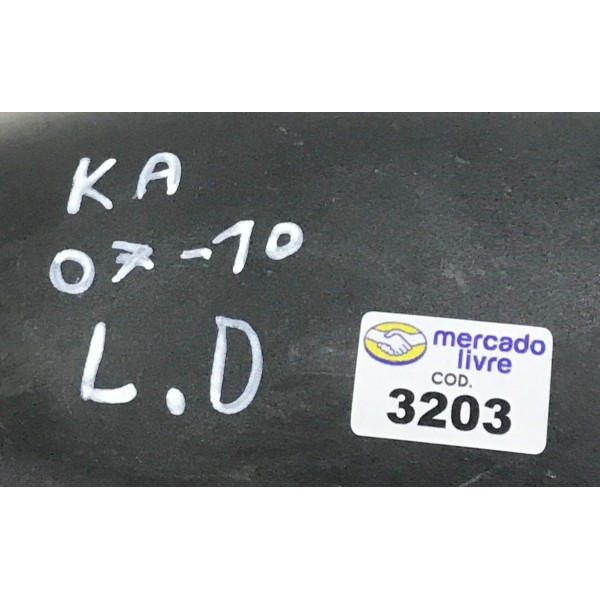 KA
07-10
L.D
mercado
livre
COD.
3203